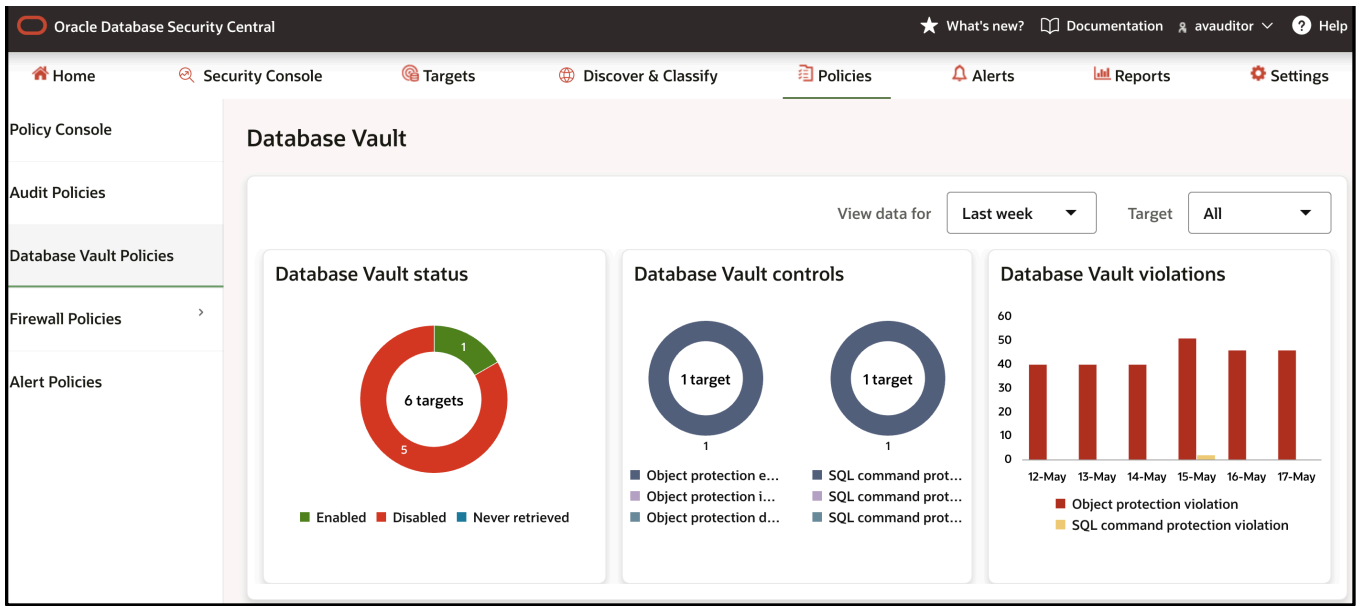 Oracle Database Security Central
What's new?
Documentation
avauditor
Help
Home
Security Console
Targets
Discover & Classify
Policies
Alerts
Reports
Settings
Policy Console
Audit Policies
Database Vault Policies
Firewall Policies
Alert Policies
Database Vault
View data for
Last week
Target
All
Database Vault status
1
6 targets
5
Enabled
Disabled
Never retrieved
Database Vault controls
1 target
1
Object protection e...
Object protection i...
Object protection d...
1 target
1
SQL command prot...
SQL command prot...
SQL command prot...
Database Vault violations
60
50
40
30
20
10
0
12-May 13-May 14-May 15-May 16-May 17-May
Object protection violation
SQL command protection violation